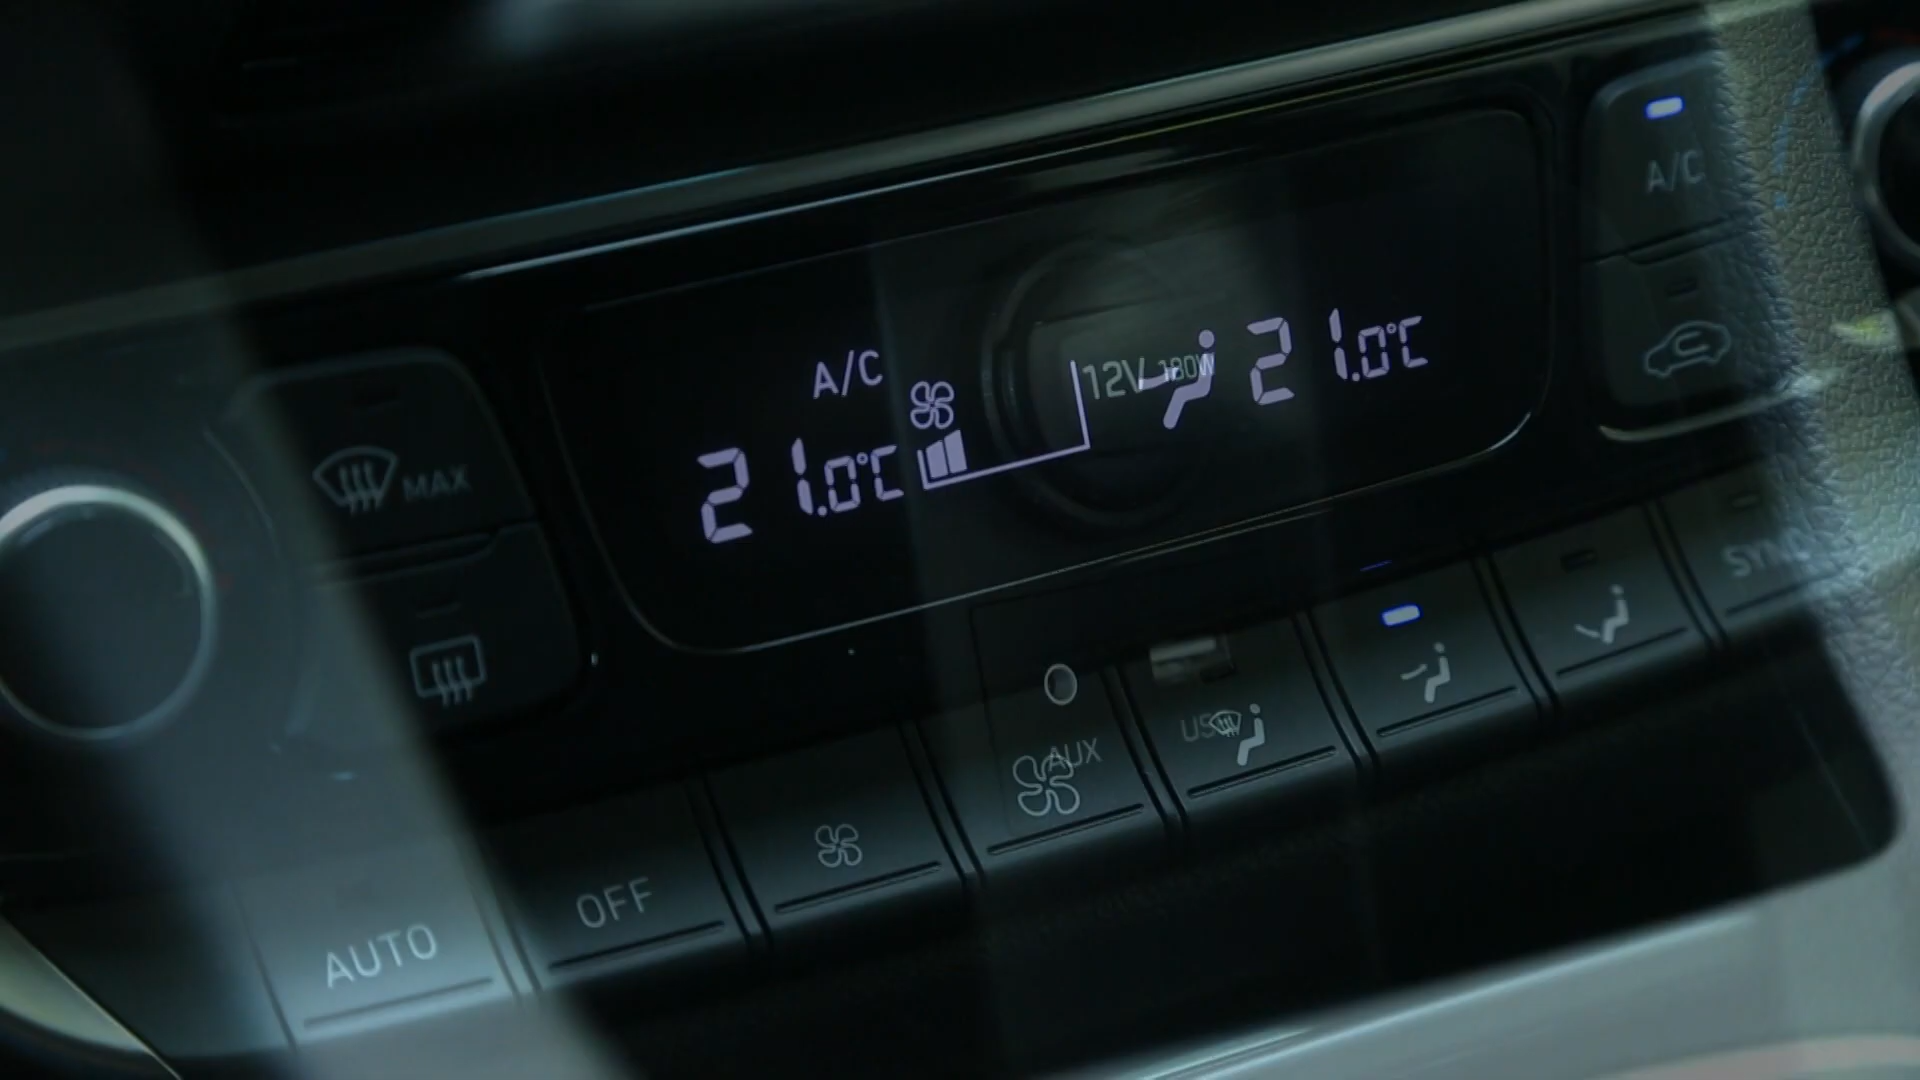 A/C
A/C
12V 180W
21.0°C
21.0°C
MAX
SYNC
USB
AUX
OFF
AUTO